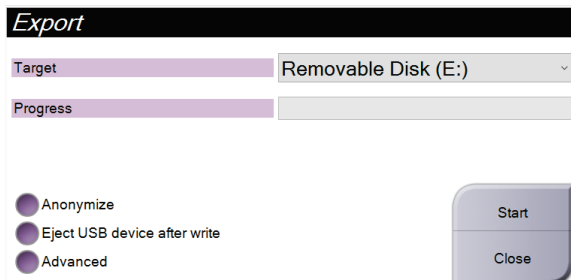 Export
Target
Removable Disk (E:)
Progress
Anonymize
Eject USB device after write
Advanced
Start
Close